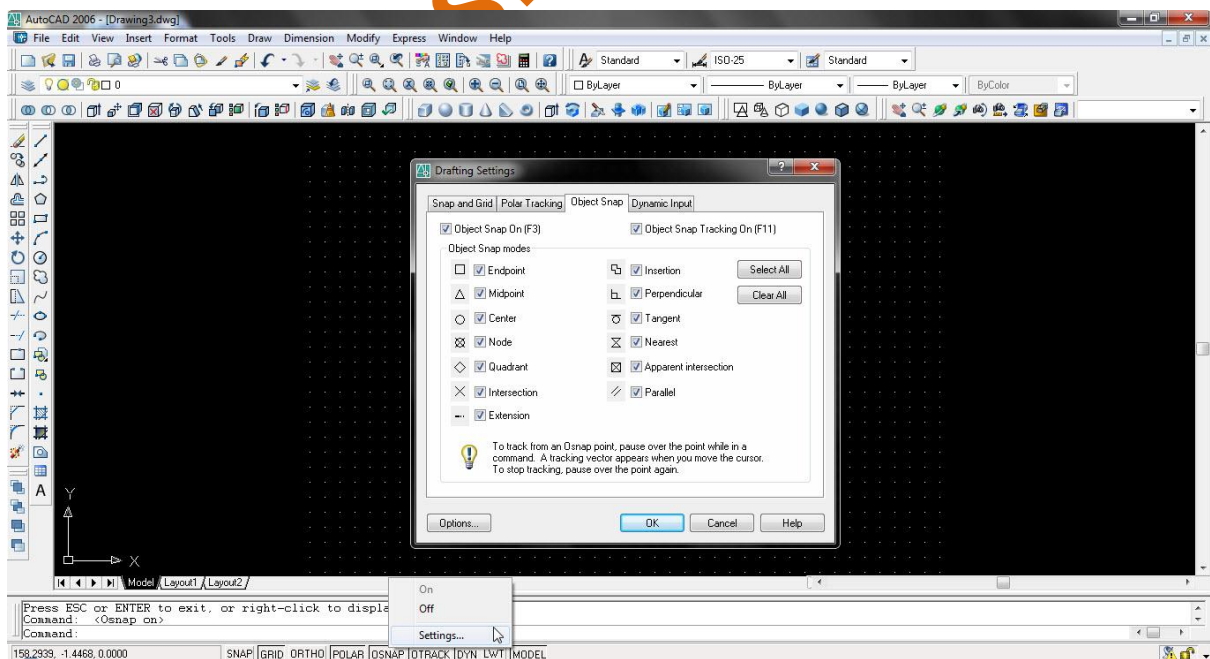 AutoCAD 2006 - [Drawing3.dwg]
File Edit View Insert Format Tools Draw Dimension Modify Express Window Help
Standard ISO-25 Standard
0 ByLayer ByLayer ByLayer ByColor
Drafting Settings
Snap and Grid Polar Tracking Object Snap Dynamic Input
Object Snap On (F3) Object Snap Tracking On (F11)
Object Snap modes
Endpoint Insertion Select All
Midpoint Perpendicular Clear All
Center Tangent
Node Nearest
Quadrant Apparent intersection
Intersection Parallel
Extension
To track from an Osnap point, pause over the point while in a
command. A tracking vector appears when you move the cursor.
To stop tracking, pause over the point again.
Options... OK Cancel Help
A
Y
X
Model Layout1 Layout2
On
Off
Settings...
Press ESC or ENTER to exit, or right-click to displa
Command: <Osnap on>
Command:
158.2939, -1.4468, 0.0000 SNAP GRID ORTHO POLAR OSNAP OTRACK DYN LWT MODEL